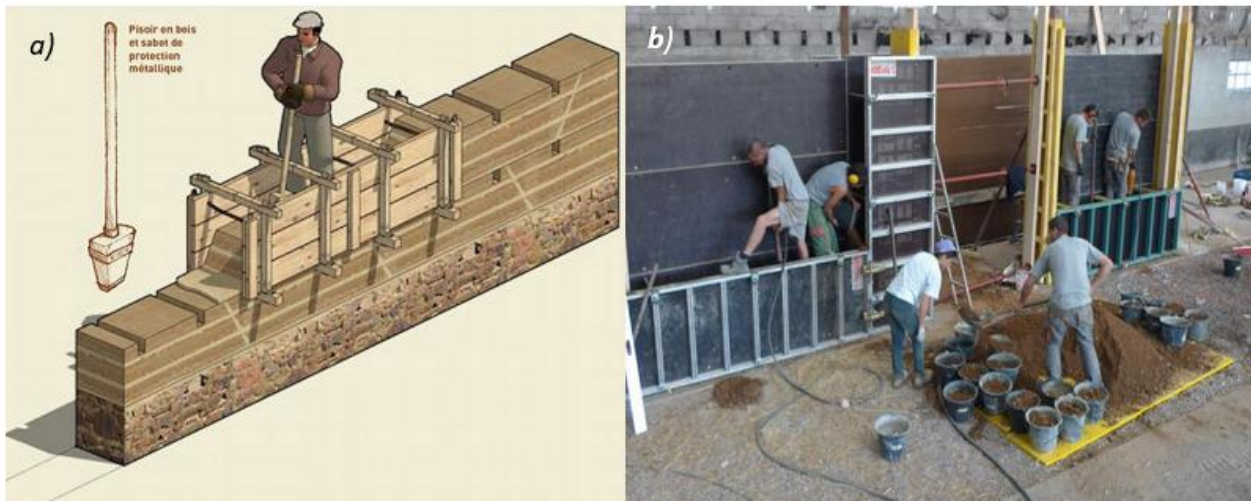 a)
Pisoir en bois
et sabot de
protection
métallique
b)